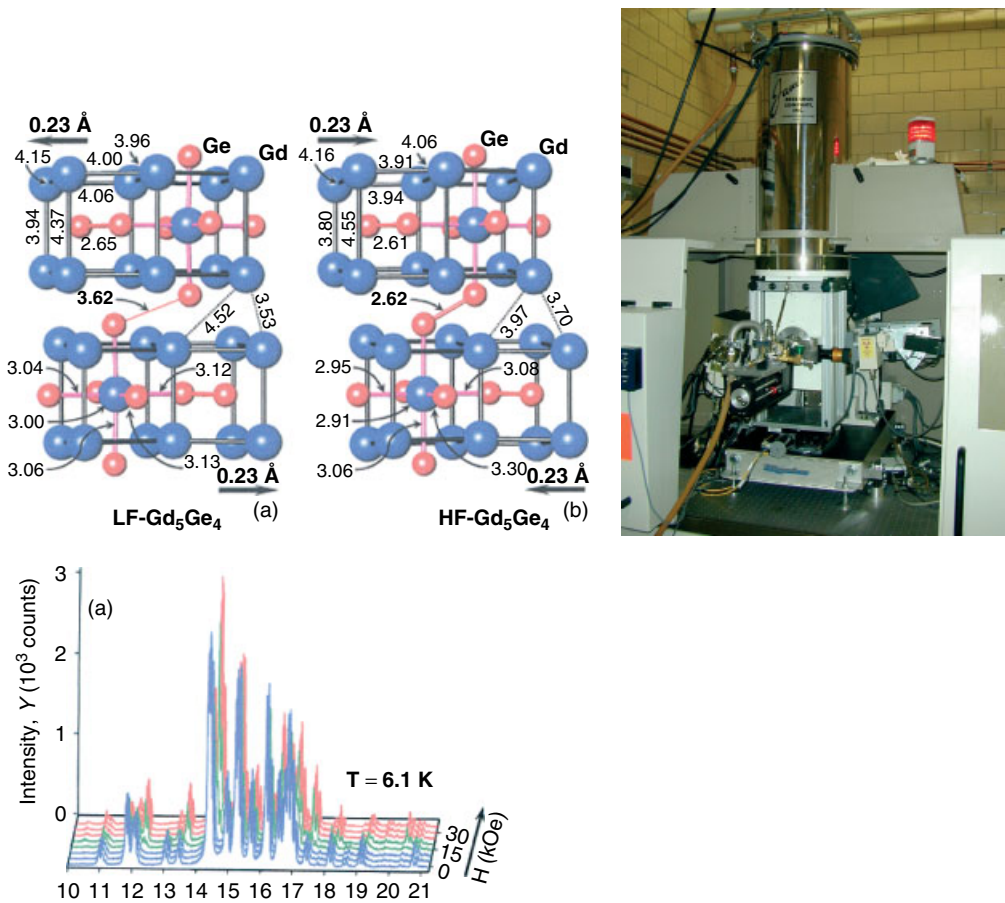 0.23 Å
Ge
Gd
3.96
4.15
4.00
4.06
3.94
4.37
2.65
3.62
4.52
3.53
3.04
3.12
3.00
3.06
3.13
0.23 Å
LF-Gd5Ge4
(a)
0.23 Å
Ge
Gd
4.06
4.16
3.91
3.94
3.80
4.55
2.61
2.62
3.97
3.70
2.95
3.08
2.91
3.06
3.30
0.23 Å
HF-Gd5Ge4
(b)
RESEARCH
COMPANY,
INC.
3
(a)
2
1
0
Intensity, Y (10³ counts)
T = 6.1 K
30
15
0
H (kOe)
10 11 12 13 14 15 16 17 18 19 20 21